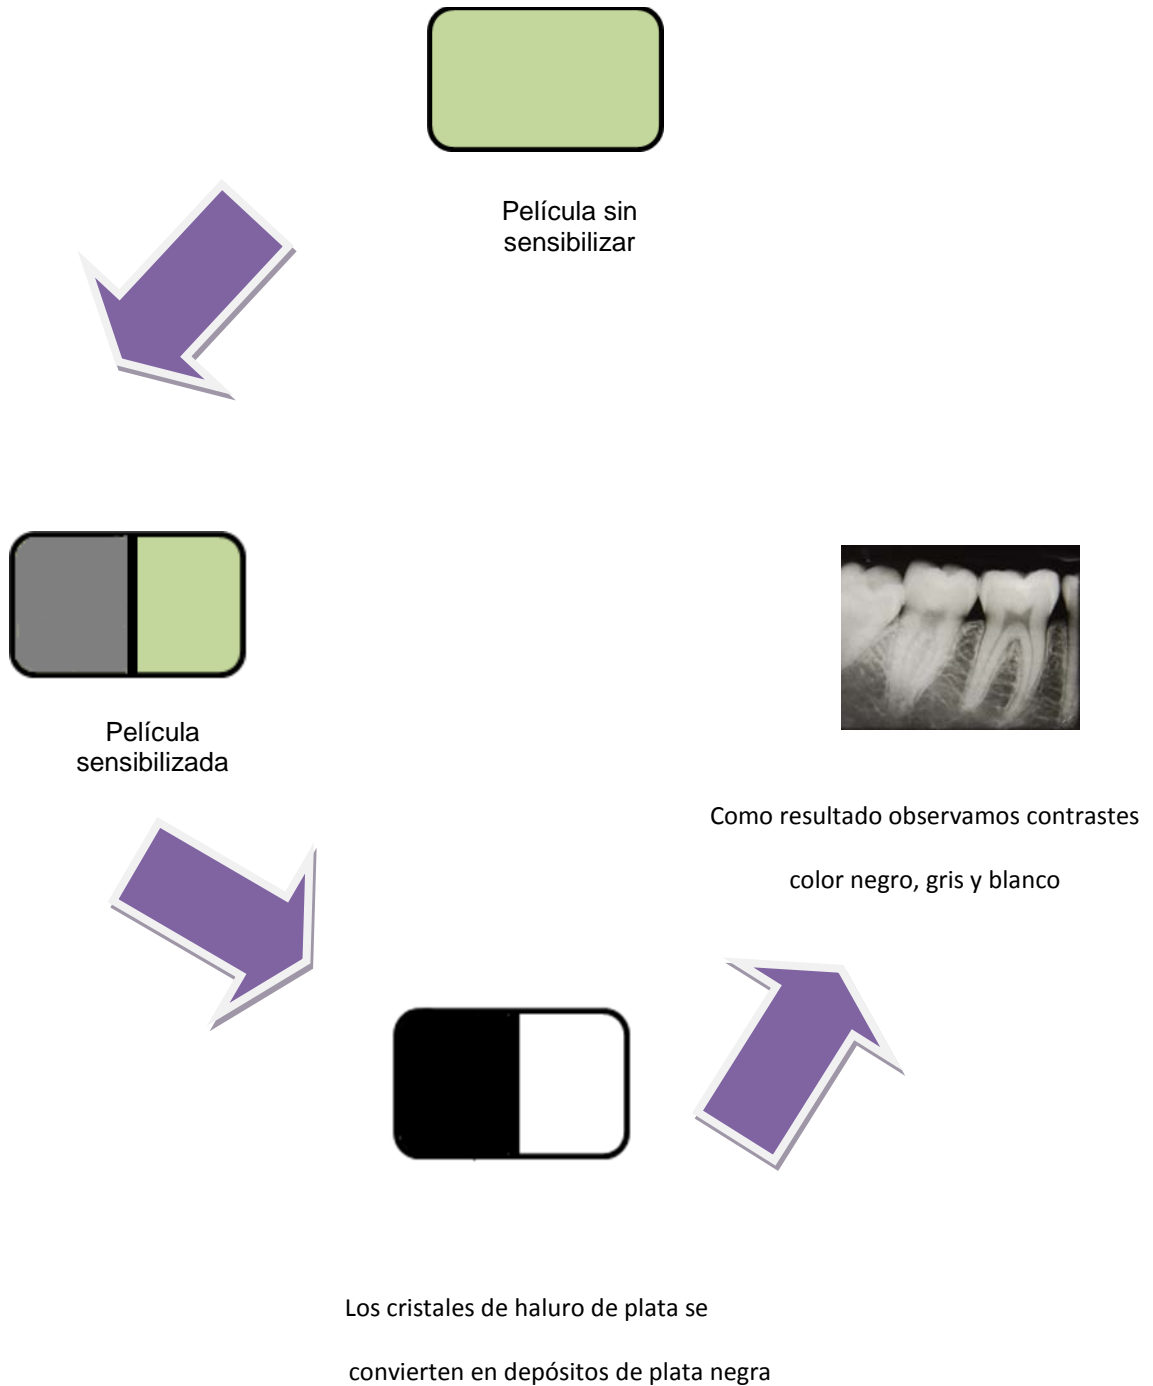 Película sin
sensibilizar
Película
sensibilizada
Como resultado observamos contrastes
color negro, gris y blanco
Los cristales de haluro de plata se
convierten en depósitos de plata negra